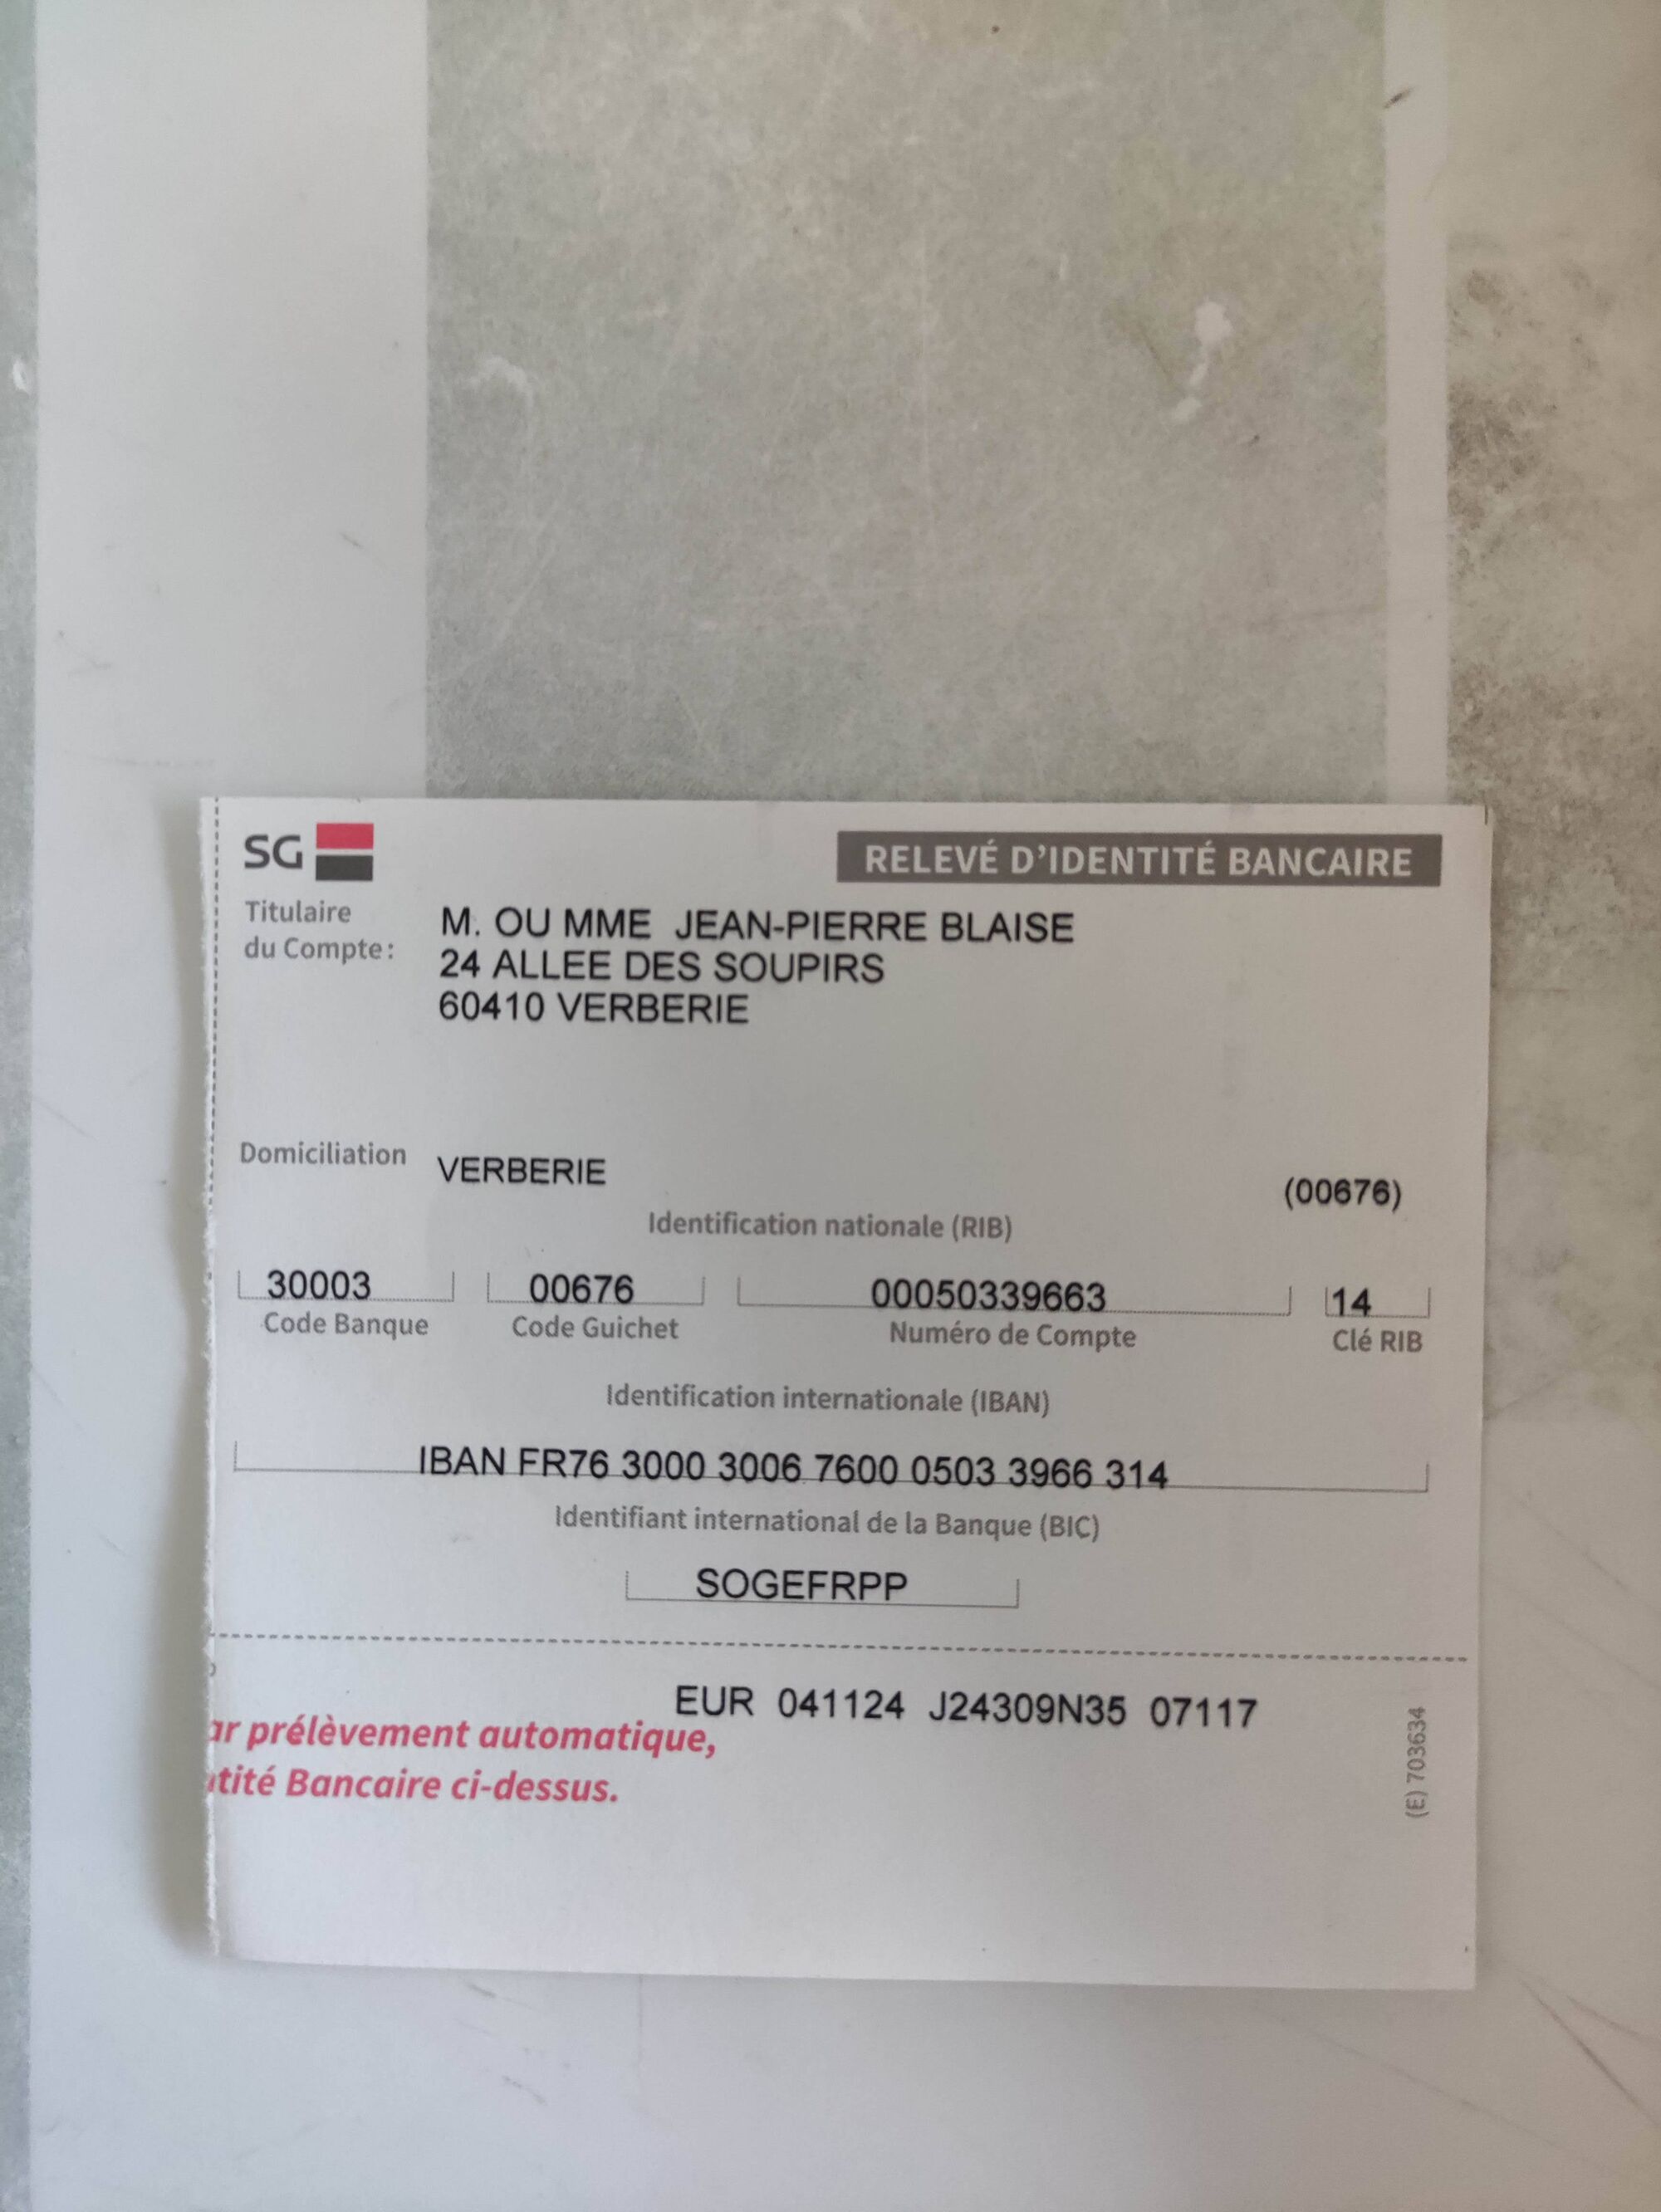 SG
RELEVÉ D'IDENTITÉ BANCAIRE
Titulaire
du Compte:
M. OU MME JEAN-PIERRE BLAISE
24 ALLEE DES SOUPIRS
60410 VERBERIE
Domiciliation VERBERIE
(00676)
Identification nationale (RIB)
30003 00676 00050339663 14
Code Banque Code Guichet Numéro de Compte Clé RIB
Identification internationale (IBAN)
IBAN FR76 3000 3006 7600 0503 3966 314
Identifiant international de la Banque (BIC)
SOGEFRPP
EUR 041124 J24309N35 07117
ar prélèvement automatique,
tité Bancaire ci-dessus.
(E) 703634